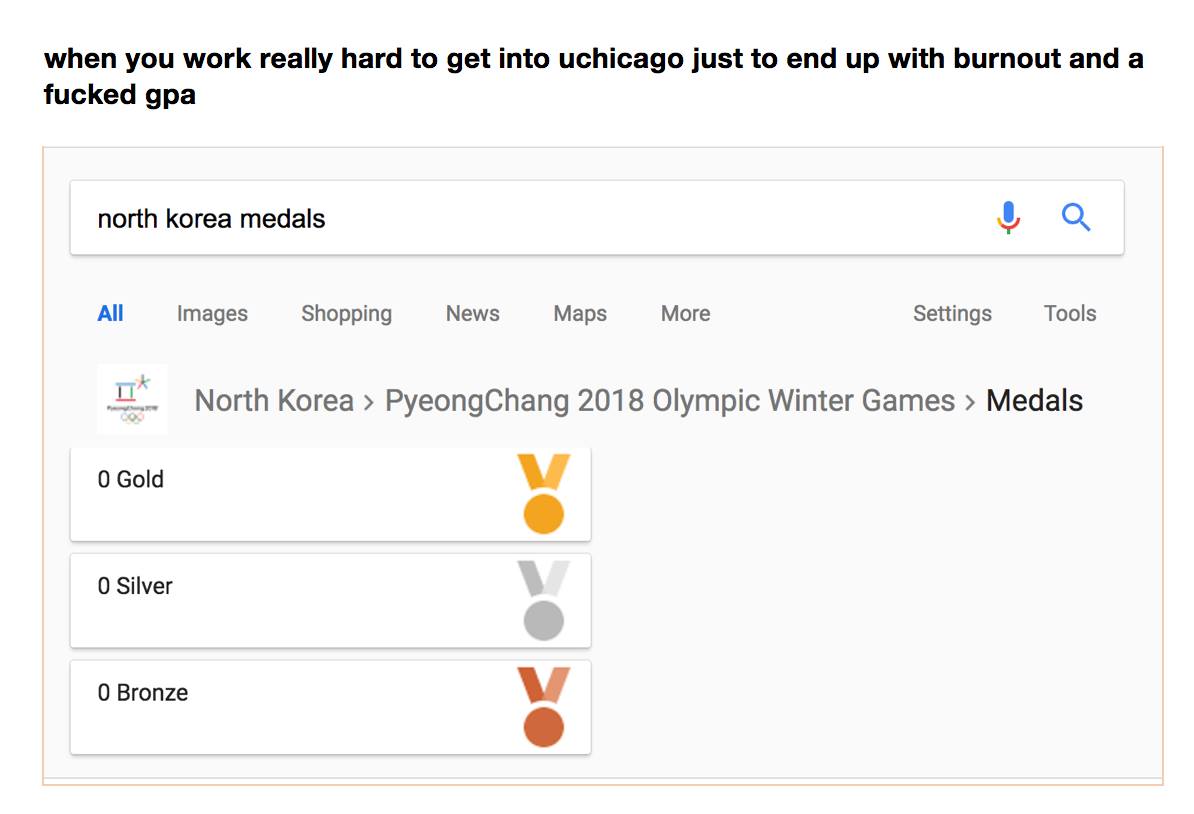 when you work really hard to get into uchicago just to end up with burnout and a
fucked gpa
north korea medals
All Images Shopping News Maps More Settings Tools
PyeongChang 2018
North Korea > PyeongChang 2018 Olympic Winter Games > Medals
0 Gold
0 Silver
0 Bronze